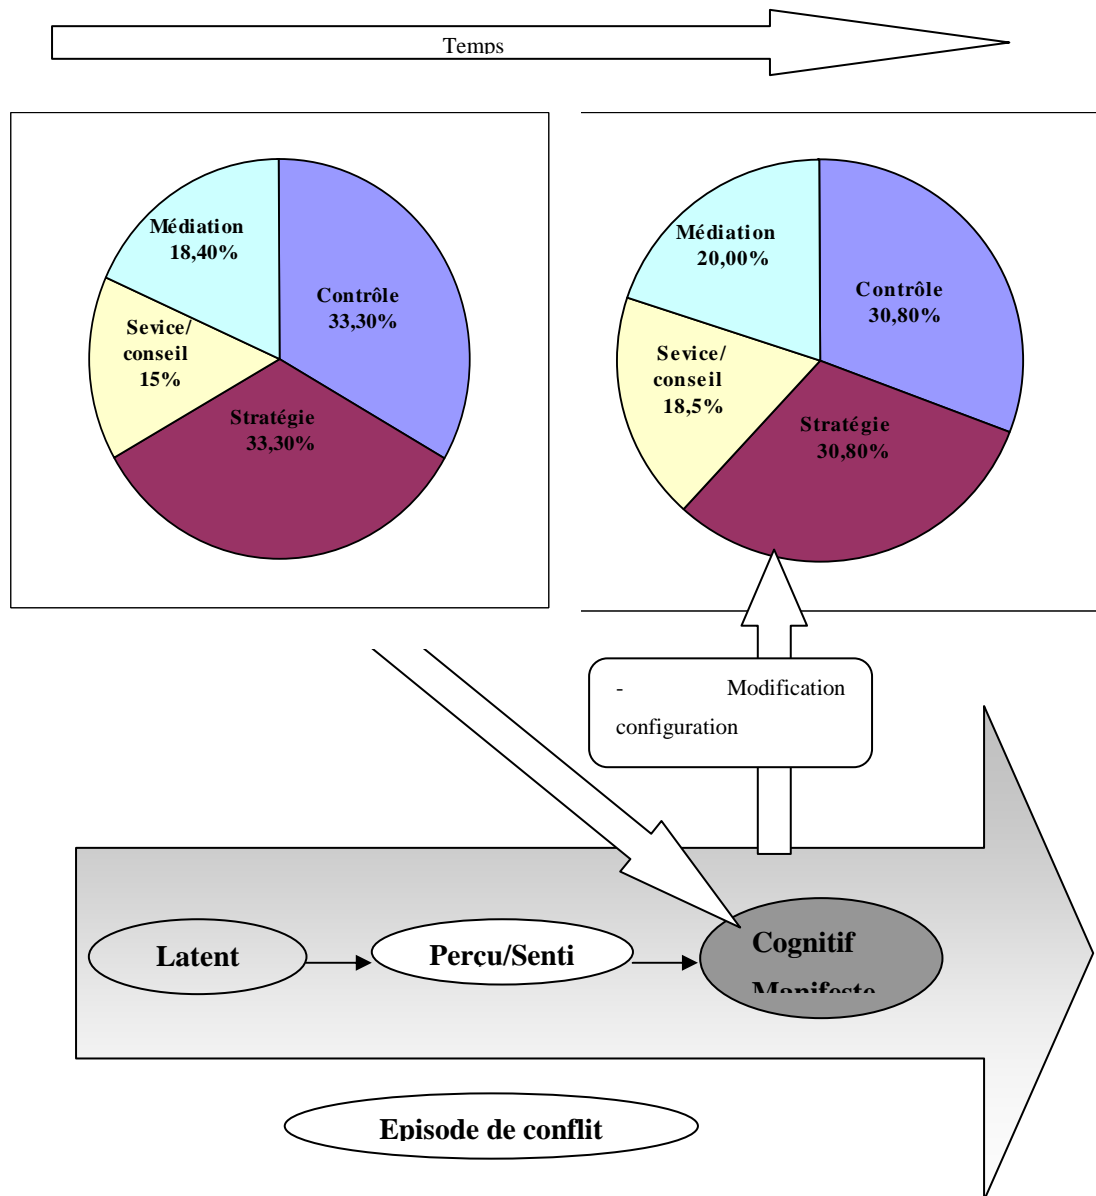 Temps
Médiation
18,40%
Contrôle
33,30%
Sevice/
conseil
15%
Stratégie
33,30%
Médiation
20,00%
Contrôle
30,80%
Sevice/
conseil
18,5%
Stratégie
30,80%
- Modification
configuration
Latent
Perçu/Senti
Cognitif
Manifeste
Episode de conflit